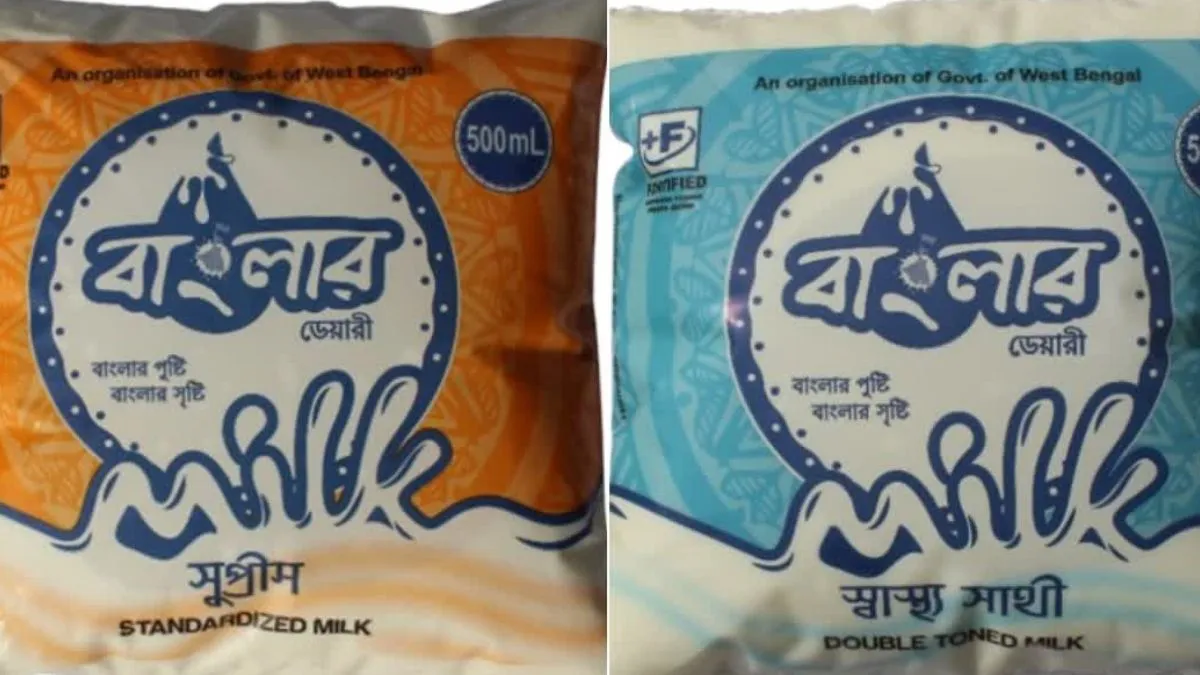 An organisation of Govt. of West Bengal
500mL
বাংলার
ডেয়ারী
বাংলার পুষ্টি
বাংলার সৃষ্টি
Milk
সুপ্রীম
STANDARDIZED MILK
An organisation of Govt. of West Bengal
+F
FORTIFIED
বাংলার
ডেয়ারী
বাংলার পুষ্টি
বাংলার সৃষ্টি
Milk
স্বাস্থ্য সাথী
DOUBLE TONED MILK